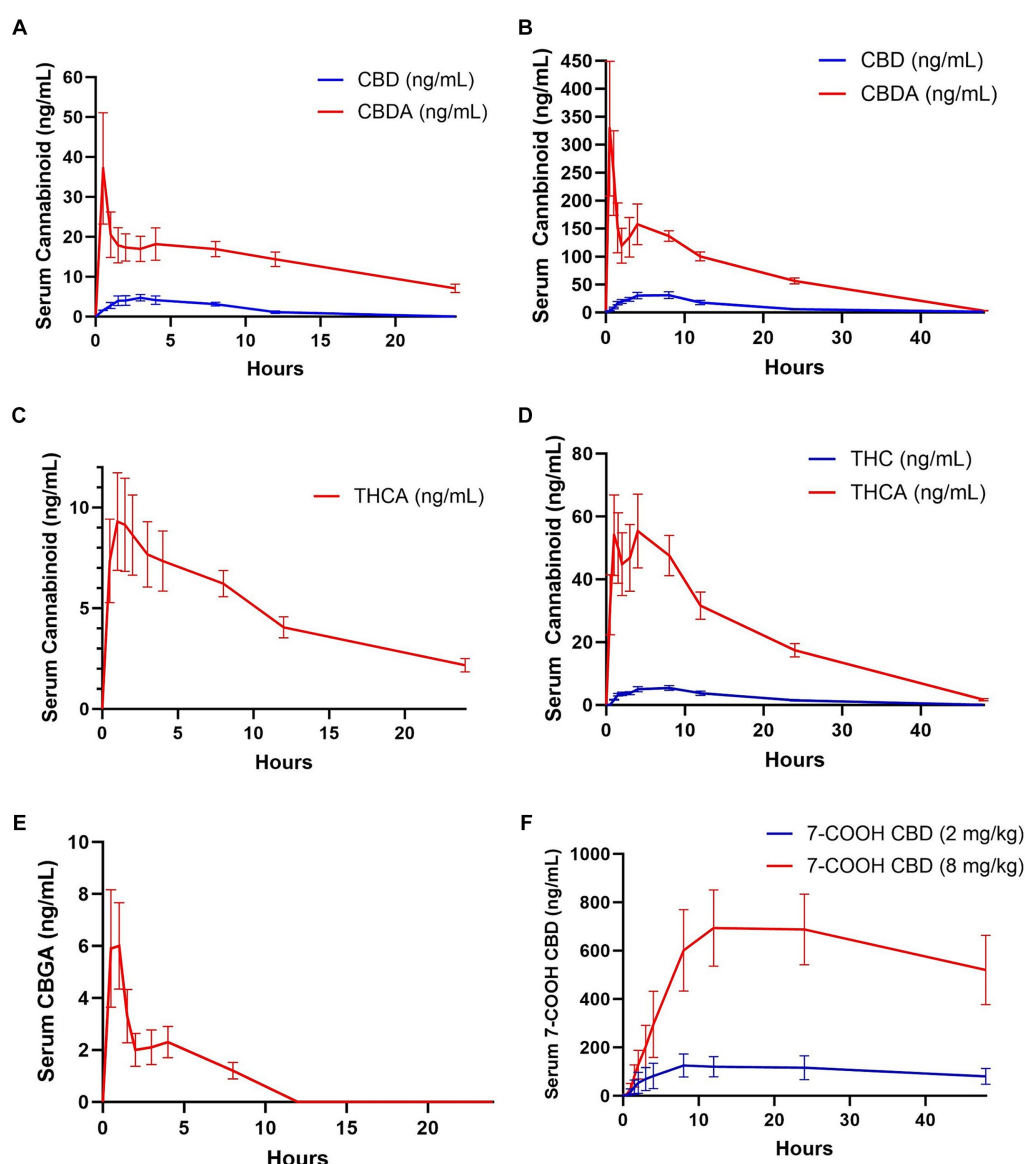 A
CBD (ng/mL)
CBDA (ng/mL)
Serum Cannabinoid (ng/mL)
60
50
40
30
20
10
0
0 5 10 15 20
Hours
B
CBD (ng/mL)
CBDA (ng/mL)
Serum Cannbinoid (ng/mL)
450
400
350
300
250
200
150
100
50
0
0 10 20 30 40
Hours
C
THCA (ng/mL)
Serum Cannabinoid (ng/mL)
10
5
0
0 5 10 15 20
Hours
D
THC (ng/mL)
THCA (ng/mL)
Serum Cannabinoid (ng/mL)
80
60
40
20
0
0 10 20 30 40
Hours
E
Serum CBGA (ng/mL)
10
8
6
4
2
0
0 5 10 15 20
Hours
F
7-COOH CBD (2 mg/kg)
7-COOH CBD (8 mg/kg)
Serum 7-COOH CBD (ng/mL)
1000
800
600
400
200
0
0 10 20 30 40
Hours